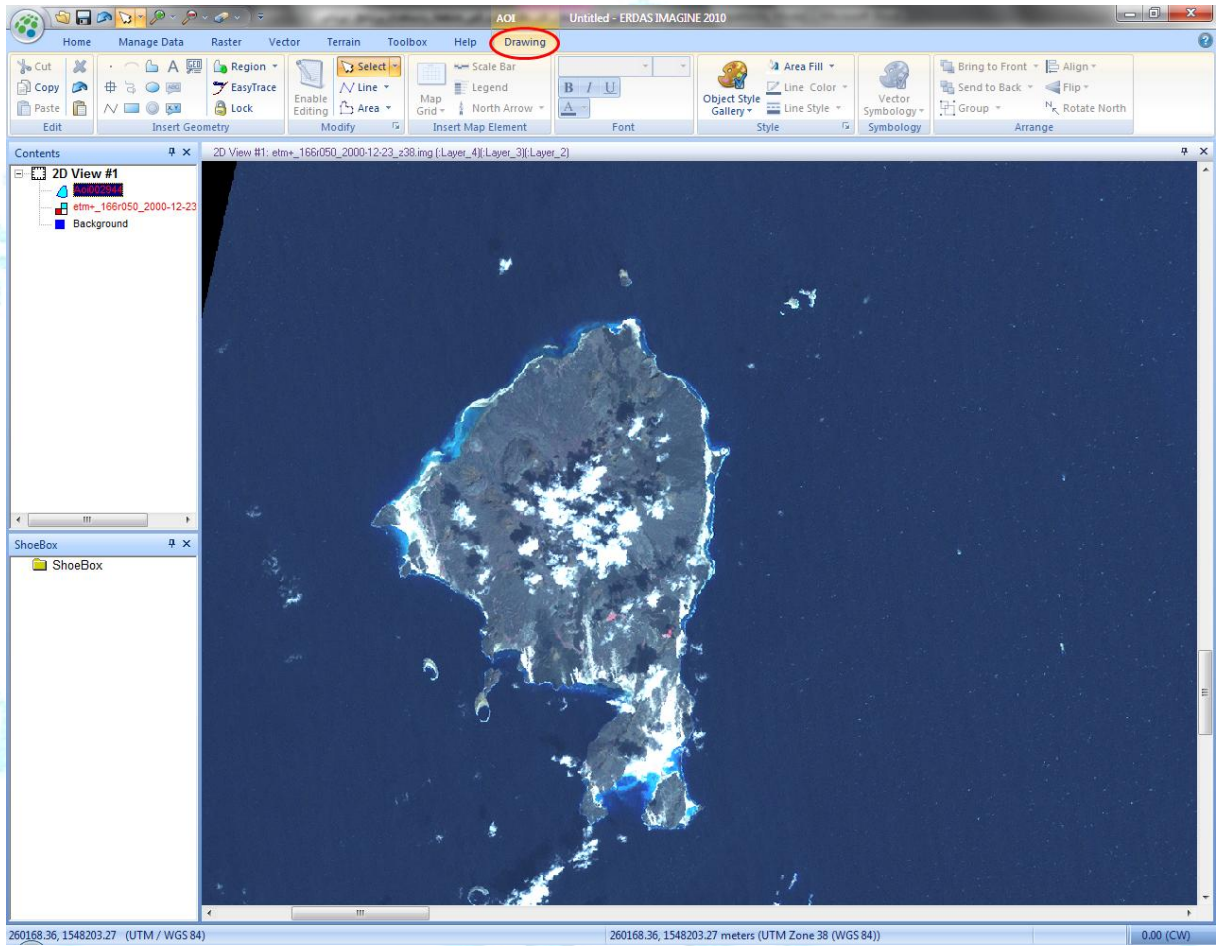 AOI Untitled - ERDAS IMAGINE 2010
Home Manage Data Raster Vector Terrain Toolbox Help Drawing
Cut
Copy
Paste
Edit
A GEO
Insert Geometry
Region
EasyTrace
Lock
Enable Editing
Select
Line
Area
Modify
Map Grid
Scale Bar
Legend
North Arrow
Insert Map Element
B I U
A
Font
Object Style Gallery
Area Fill
Line Color
Line Style
Style
Vector Symbology
Symbology
Bring to Front
Send to Back
Group
Align
Flip
Rotate North
Arrange
Contents
2D View #1: etm+_166r050_2000-12-23_z38.img (:Layer_4)(:Layer_3)(:Layer_2)
2D View #1
Aoi002944
etm+_166r050_2000-12-23
Background
ShoeBox
ShoeBox
260168.36, 1548203.27 (UTM / WGS 84)
260168.36, 1548203.27 meters (UTM Zone 38 (WGS 84))
0.00 (CW)